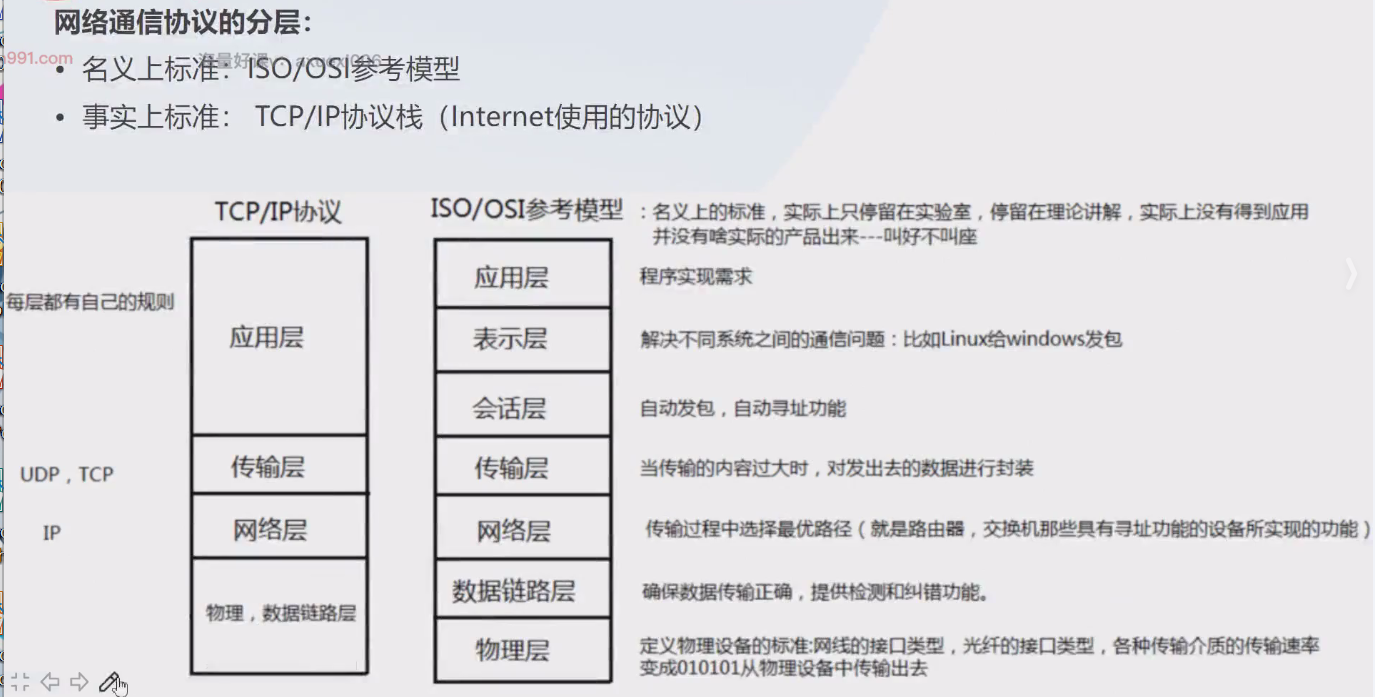 网络通信协议的分层：
991.com
• 名义上标准：ISO/OSI参考模型
• 事实上标准： TCP/IP协议栈（Internet使用的协议）
TCP/IP协议
ISO/OSI参考模型
：名义上的标准，实际上只停留在实验室，停留在理论讲解，实际上没有得到应用
并没有啥实际的产品出来---叫好不叫座
应用层
程序实现需求
每层都有自己的规则
应用层
表示层
解决不同系统之间的通信问题：比如Linux给windows发包
会话层
自动发包，自动寻址功能
UDP，TCP
传输层
传输层
当传输的内容过大时，对发出去的数据进行封装
IP
网络层
网络层
传输过程中选择最优路径（就是路由器，交换机那些具有寻址功能的设备所实现的功能）
物理，数据链路层
数据链路层
确保数据传输正确，提供检测和纠错功能。
物理层
定义物理设备的标准:网线的接口类型，光纤的接口类型，各种传输介质的传输速率
变成010101从物理设备中传输出去